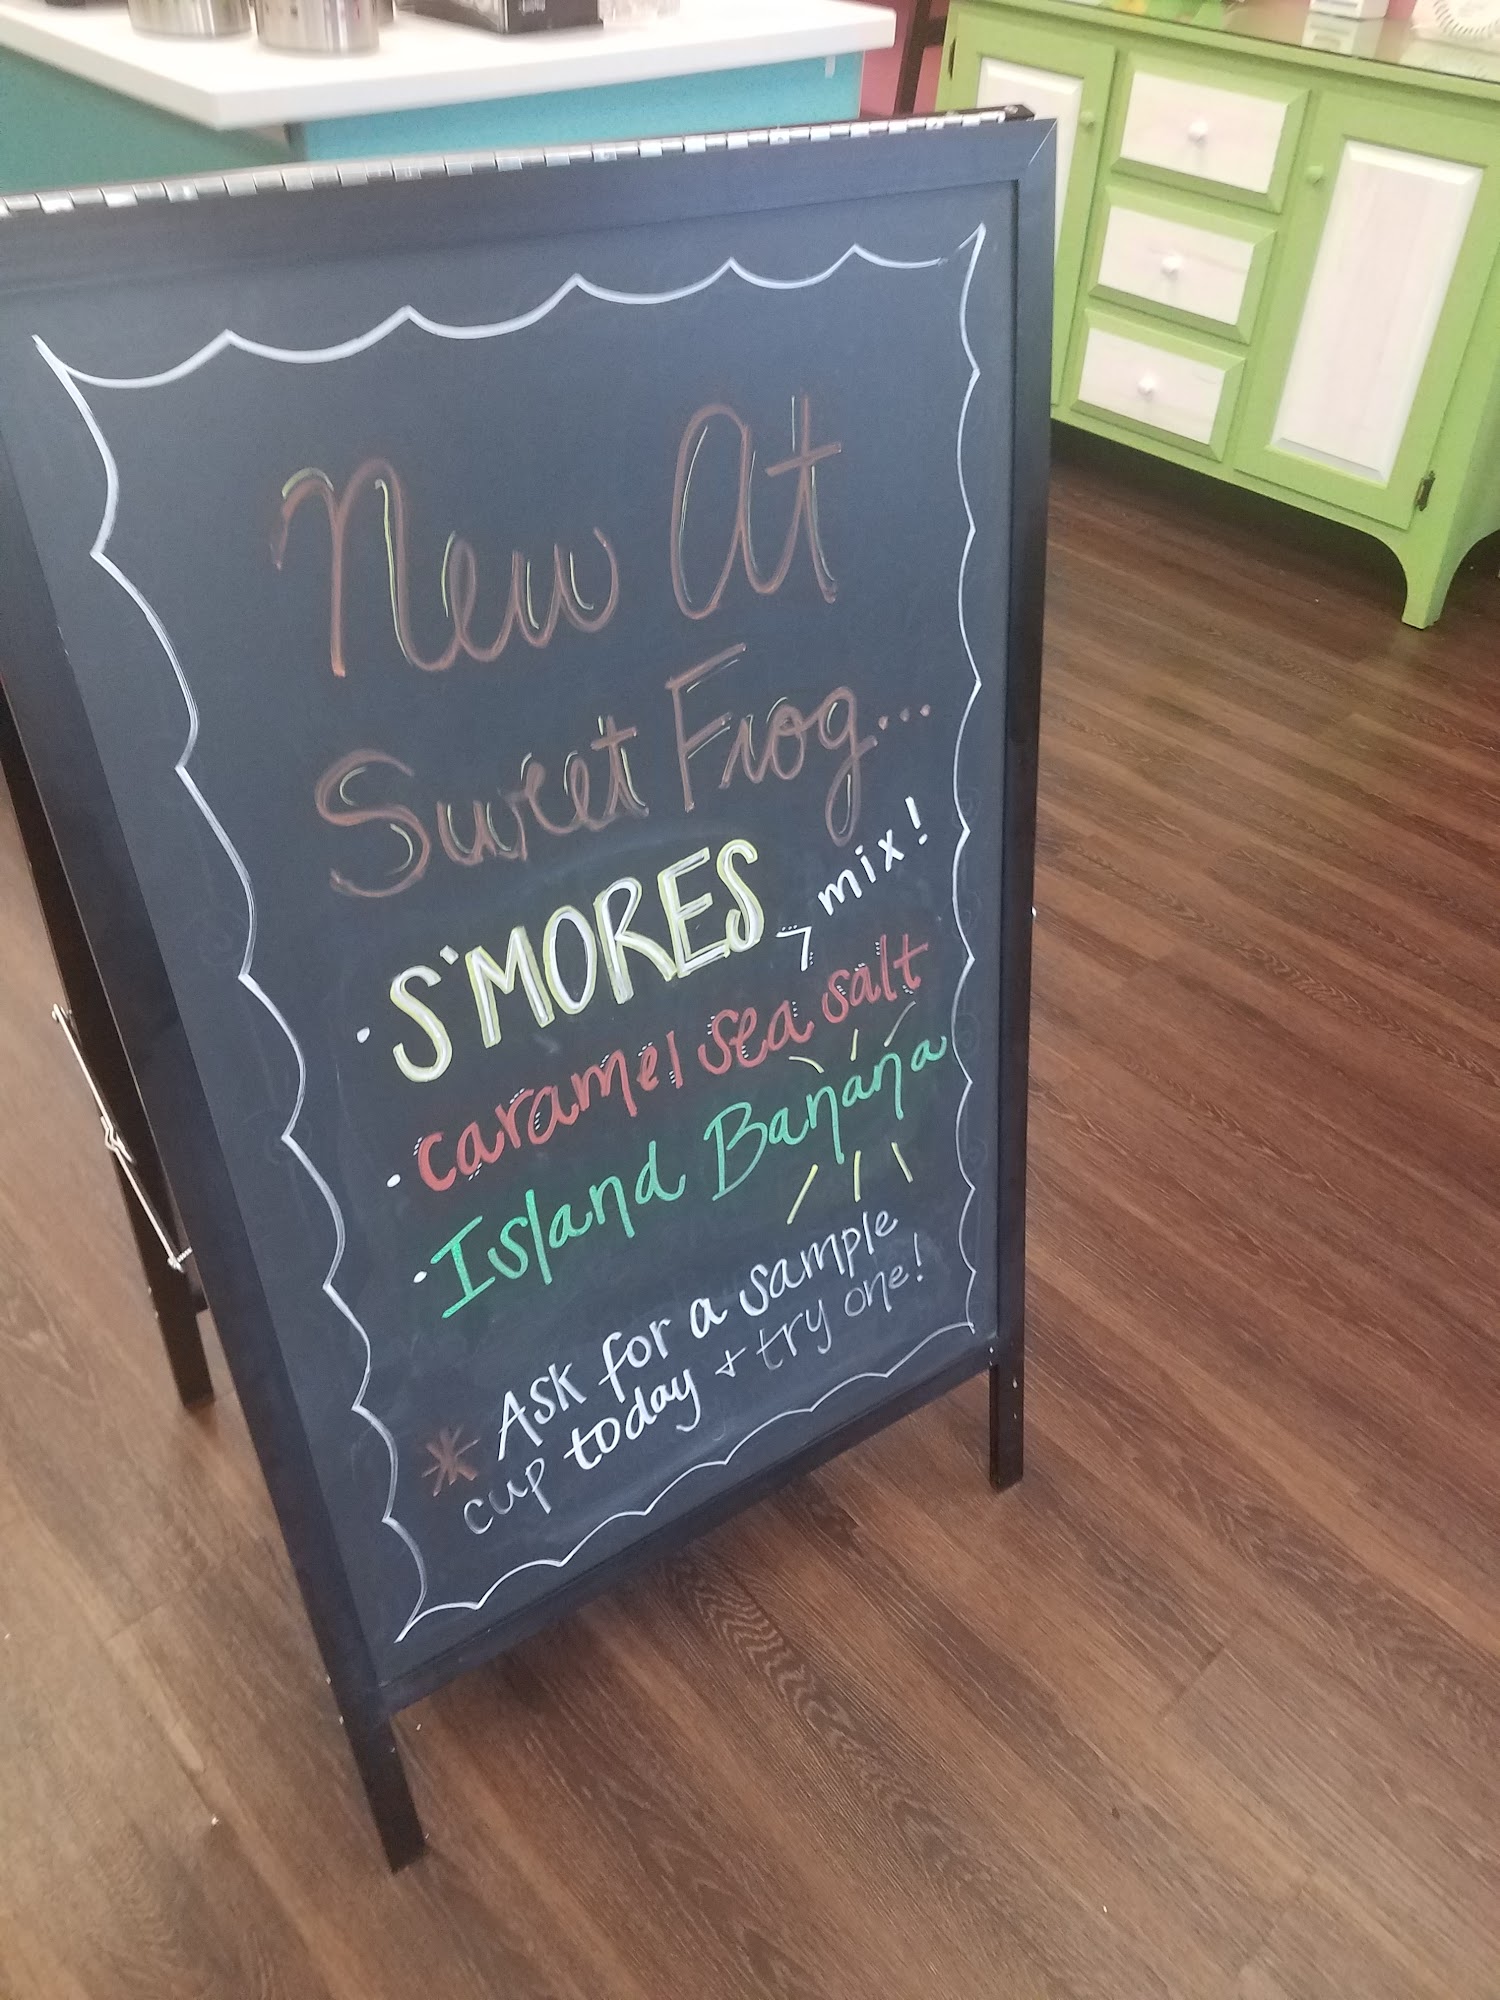 New At
Sweet Frog...
· S'MORES
mix!
· caramel sea salt
· Island Banana
* Ask for a sample
cup today + try one!